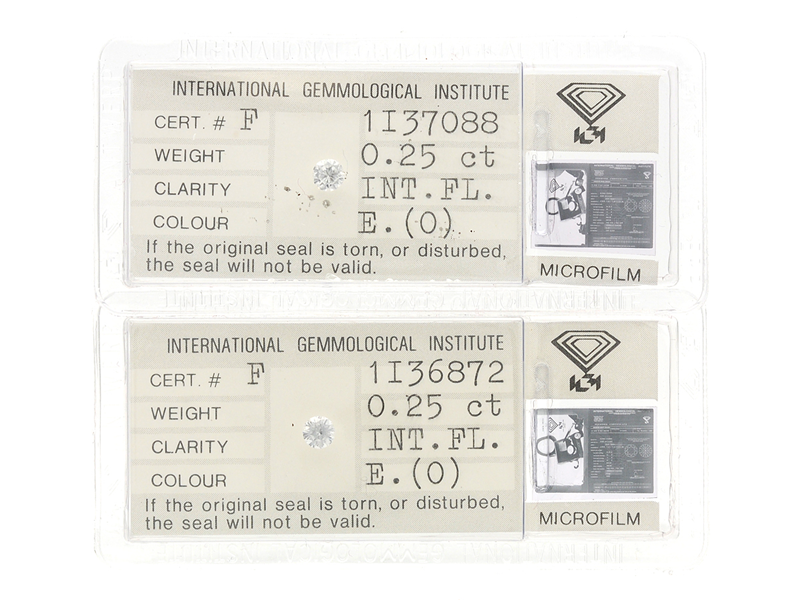 INTERNATIONAL GEMMOLOGICAL INSTITUTE
CERT. # F 1I37088
WEIGHT 0.25 ct
CLARITY INT.FL.
COLOUR E.(0)
If the original seal is torn, or disturbed,
the seal will not be valid.
IGI
MICROFILM
INTERNATIONAL GEMMOLOGICAL INSTITUTE
CERT. # F 1I36872
WEIGHT 0.25 ct
CLARITY INT.FL.
COLOUR E.(0)
If the original seal is torn, or disturbed,
the seal will not be valid.
IGI
MICROFILM